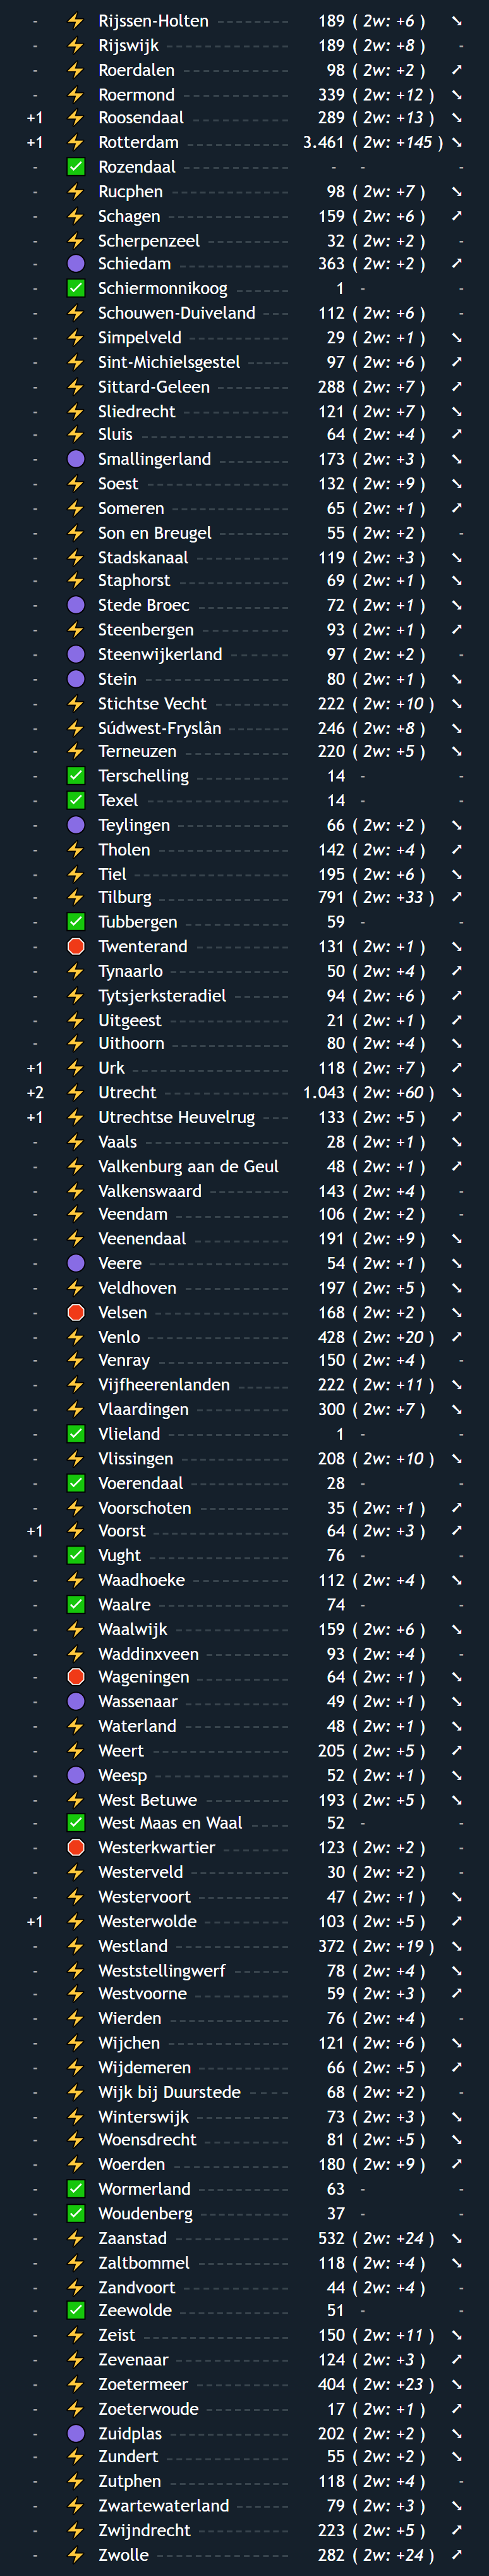 - ⚡ Rijssen-Holten 189 ( 2w: +6 ) ➘
- ⚡ Rijswijk 189 ( 2w: +8 ) -
- ⚡ Roerdalen 98 ( 2w: +2 ) ➚
- ⚡ Roermond 339 ( 2w: +12 ) ➘
+1 ⚡ Roosendaal 289 ( 2w: +13 ) ➘
+1 ⚡ Rotterdam 3.461 ( 2w: +145 ) ➘
- ✅ Rozendaal - - -
- ⚡ Rucphen 98 ( 2w: +7 ) ➘
- ⚡ Schagen 159 ( 2w: +6 ) ➚
- ⚡ Scherpenzeel 32 ( 2w: +2 ) -
- 🟣 Schiedam 363 ( 2w: +2 ) ➚
- ✅ Schiermonnikoog 1 - -
- ⚡ Schouwen-Duiveland 112 ( 2w: +6 ) -
- ⚡ Simpelveld 29 ( 2w: +1 ) ➘
- ⚡ Sint-Michielsgestel 97 ( 2w: +6 ) ➚
- ⚡ Sittard-Geleen 288 ( 2w: +7 ) ➚
- ⚡ Sliedrecht 121 ( 2w: +7 ) ➘
- ⚡ Sluis 64 ( 2w: +4 ) ➚
- 🟣 Smallingerland 173 ( 2w: +3 ) ➘
- ⚡ Soest 132 ( 2w: +9 ) ➘
- ⚡ Someren 65 ( 2w: +1 ) ➚
- ⚡ Son en Breugel 55 ( 2w: +2 ) -
- ⚡ Stadskanaal 119 ( 2w: +3 ) ➘
- ⚡ Staphorst 69 ( 2w: +1 ) ➘
- 🟣 Stede Broec 72 ( 2w: +1 ) ➘
- ⚡ Steenbergen 93 ( 2w: +1 ) ➚
- 🟣 Steenwijkerland 97 ( 2w: +2 ) -
- 🟣 Stein 80 ( 2w: +1 ) ➘
- ⚡ Stichtse Vecht 222 ( 2w: +10 ) ➘
- ⚡ Súdwest-Fryslân 246 ( 2w: +8 ) ➘
- ⚡ Terneuzen 220 ( 2w: +5 ) ➘
- ✅ Terschelling 14 - -
- ✅ Texel 14 - -
- 🟣 Teylingen 66 ( 2w: +2 ) ➘
- ⚡ Tholen 142 ( 2w: +4 ) ➚
- ⚡ Tiel 195 ( 2w: +6 ) ➘
- ⚡ Tilburg 791 ( 2w: +33 ) ➚
- ✅ Tubbergen 59 - -
- 🛑 Twenterand 131 ( 2w: +1 ) ➘
- ⚡ Tynaarlo 50 ( 2w: +4 ) ➚
- ⚡ Tytsjerksteradiel 94 ( 2w: +6 ) ➚
- ⚡ Uitgeest 21 ( 2w: +1 ) ➚
- ⚡ Uithoorn 80 ( 2w: +4 ) ➘
+1 ⚡ Urk 118 ( 2w: +7 ) ➚
+2 ⚡ Utrecht 1.043 ( 2w: +60 ) ➘
+1 ⚡ Utrechtse Heuvelrug 133 ( 2w: +5 ) ➚
- ⚡ Vaals 28 ( 2w: +1 ) ➘
- ⚡ Valkenburg aan de Geul 48 ( 2w: +1 ) ➚
- ⚡ Valkenswaard 143 ( 2w: +4 ) -
- ⚡ Veendam 106 ( 2w: +2 ) -
- ⚡ Veenendaal 191 ( 2w: +9 ) ➘
- 🟣 Veere 54 ( 2w: +1 ) ➘
- ⚡ Veldhoven 197 ( 2w: +5 ) ➘
- 🛑 Velsen 168 ( 2w: +2 ) ➘
- ⚡ Venlo 428 ( 2w: +20 ) ➚
- ⚡ Venray 150 ( 2w: +4 ) -
- ⚡ Vijfheerenlanden 222 ( 2w: +11 ) ➘
- ⚡ Vlaardingen 300 ( 2w: +7 ) ➘
- ✅ Vlieland 1 - -
- ⚡ Vlissingen 208 ( 2w: +10 ) ➘
- ✅ Voerendaal 28 - -
- ⚡ Voorschoten 35 ( 2w: +1 ) ➚
+1 ⚡ Voorst 64 ( 2w: +3 ) ➚
- ✅ Vught 76 - -
- ⚡ Waadhoeke 112 ( 2w: +4 ) ➘
- ✅ Waalre 74 - -
- ⚡ Waalwijk 159 ( 2w: +6 ) ➘
- ⚡ Waddinxveen 93 ( 2w: +4 ) -
- 🛑 Wageningen 64 ( 2w: +1 ) ➘
- 🟣 Wassenaar 49 ( 2w: +1 ) ➘
- ⚡ Waterland 48 ( 2w: +1 ) ➘
- ⚡ Weert 205 ( 2w: +5 ) ➚
- 🟣 Weesp 52 ( 2w: +1 ) ➘
- ⚡ West Betuwe 193 ( 2w: +5 ) ➘
- ✅ West Maas en Waal 52 - -
- 🛑 Westerkwartier 123 ( 2w: +2 ) -
- ⚡ Westerveld 30 ( 2w: +2 ) -
- ⚡ Westervoort 47 ( 2w: +1 ) ➘
+1 ⚡ Westerwolde 103 ( 2w: +5 ) ➚
- ⚡ Westland 372 ( 2w: +19 ) ➘
- ⚡ Weststellingwerf 78 ( 2w: +4 ) ➘
- ⚡ Westvoorne 59 ( 2w: +3 ) ➚
- ⚡ Wierden 76 ( 2w: +4 ) -
- ⚡ Wijchen 121 ( 2w: +6 ) ➘
- ⚡ Wijdemeren 66 ( 2w: +5 ) ➚
- ⚡ Wijk bij Duurstede 68 ( 2w: +2 ) -
- ⚡ Winterswijk 73 ( 2w: +3 ) ➘
- ⚡ Woensdrecht 81 ( 2w: +5 ) ➘
- ⚡ Woerden 180 ( 2w: +9 ) ➚
- ✅ Wormerland 63 - -
- ✅ Woudenberg 37 - -
- ⚡ Zaanstad 532 ( 2w: +24 ) ➘
- ⚡ Zaltbommel 118 ( 2w: +4 ) ➘
- ⚡ Zandvoort 44 ( 2w: +4 ) -
- ✅ Zeewolde 51 - -
- ⚡ Zeist 150 ( 2w: +11 ) ➘
- ⚡ Zevenaar 124 ( 2w: +3 ) ➚
- ⚡ Zoetermeer 404 ( 2w: +23 ) ➘
- ⚡ Zoeterwoude 17 ( 2w: +1 ) ➚
- 🟣 Zuidplas 202 ( 2w: +2 ) ➘
- ⚡ Zundert 55 ( 2w: +2 ) ➘
- ⚡ Zutphen 118 ( 2w: +4 ) -
- ⚡ Zwartewaterland 79 ( 2w: +3 ) ➘
- ⚡ Zwijndrecht 223 ( 2w: +5 ) ➚
- ⚡ Zwolle 282 ( 2w: +24 ) ➚